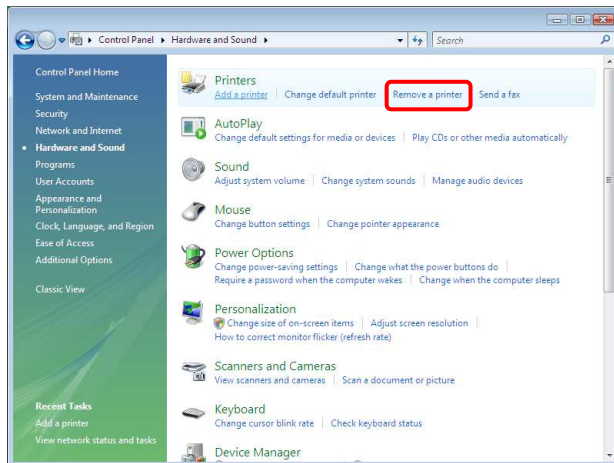 Control Panel Hardware and Sound Search
Control Panel Home
System and Maintenance
Security
Network and Internet
Hardware and Sound
Programs
User Accounts
Appearance and
Personalization
Clock, Language, and Region
Ease of Access
Additional Options
Classic View
Recent Tasks
Add a printer
View network status and tasks
Printers
Add a printer Change default printer Remove a printer Send a fax
AutoPlay
Change default settings for media or devices Play CDs or other media automatically
Sound
Adjust system volume Change system sounds Manage audio devices
Mouse
Change button settings Change pointer appearance
Power Options
Change power-saving settings Change what the power buttons do
Require a password when the computer wakes Change when the computer sleeps
Personalization
Change size of on-screen items Adjust screen resolution
How to correct monitor flicker (refresh rate)
Scanners and Cameras
View scanners and cameras Scan a document or picture
Keyboard
Change cursor blink rate Check keyboard status
Device Manager